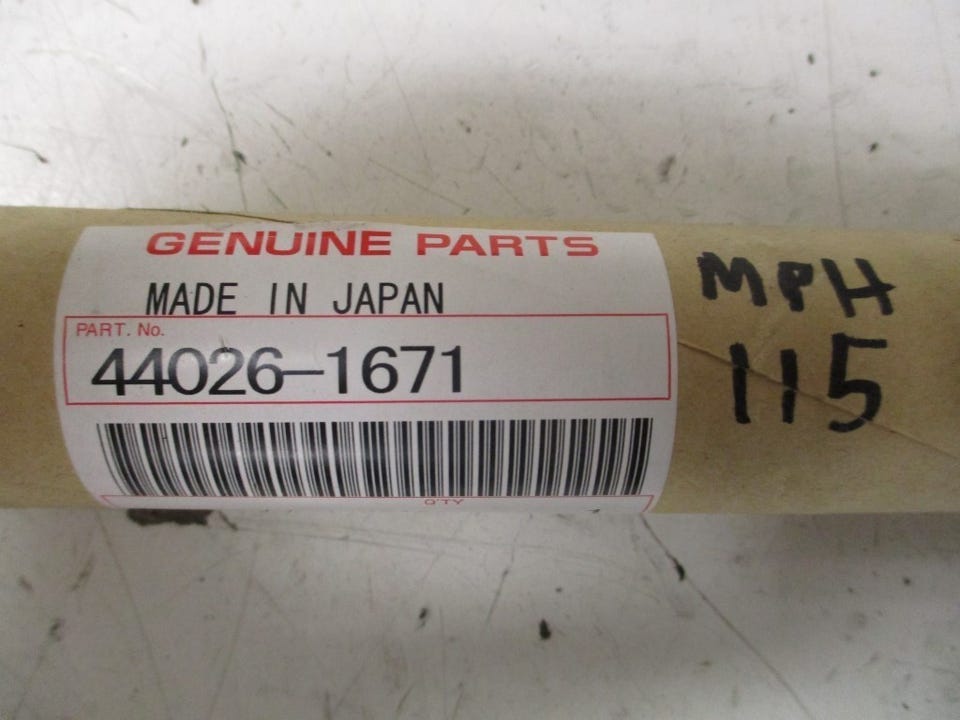 GENUINE PARTS
MADE IN JAPAN
PART. No.
44026-1671
Q'TY
MPH
115